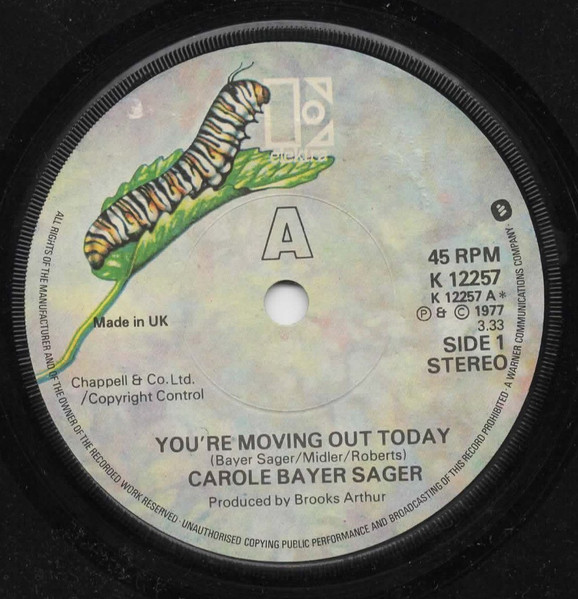 elektra
A
45 RPM
K 12257
K 12257 A*
Ⓟ & © 1977
3.33
SIDE 1
STEREO
Made in UK
Chappell & Co. Ltd.
/Copyright Control
YOU'RE MOVING OUT TODAY
(Bayer Sager/Midler/Roberts)
CAROLE BAYER SAGER
Produced by Brooks Arthur
ALL RIGHTS OF THE MANUFACTURER AND OF THE OWNER OF THE RECORDED WORK RESERVED · UNAUTHORISED COPYING PUBLIC PERFORMANCE AND BROADCASTING OF THIS RECORD PROHIBITED · A WARNER COMMUNICATIONS COMPANY ·